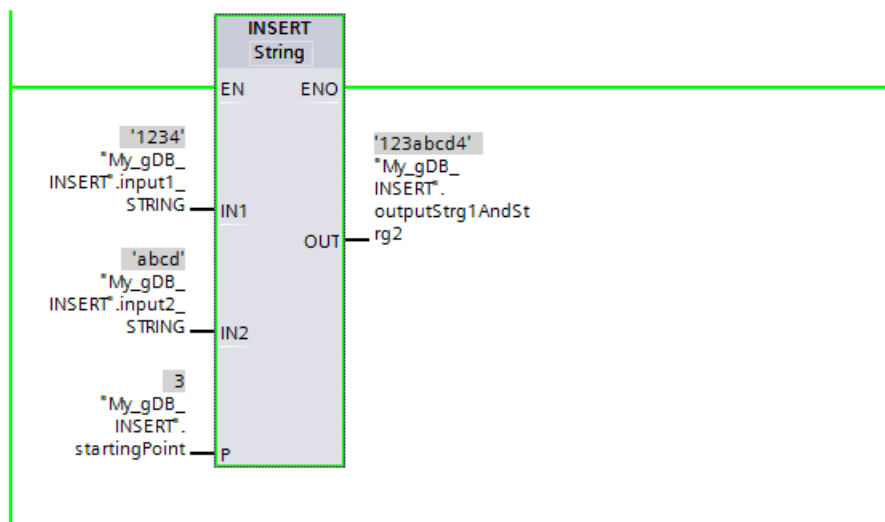 INSERT
String
EN ENO
'1234'
"My_gDB_
INSERT".input1_
STRING
IN1
'123abcd4'
"My_gDB_
INSERT".
outputStrg1AndSt
rg2
OUT
'abcd'
"My_gDB_
INSERT".input2_
STRING
IN2
3
"My_gDB_
INSERT".
startingPoint
P